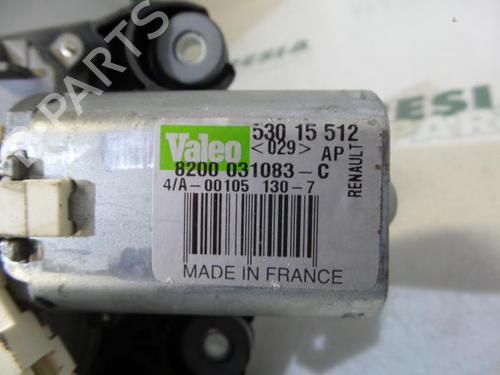 Valeo
530 15 512
<029> AP
RENAULT
8200 031083-C
4/A-00105 130-7
MADE IN FRANCE
B-PARTS